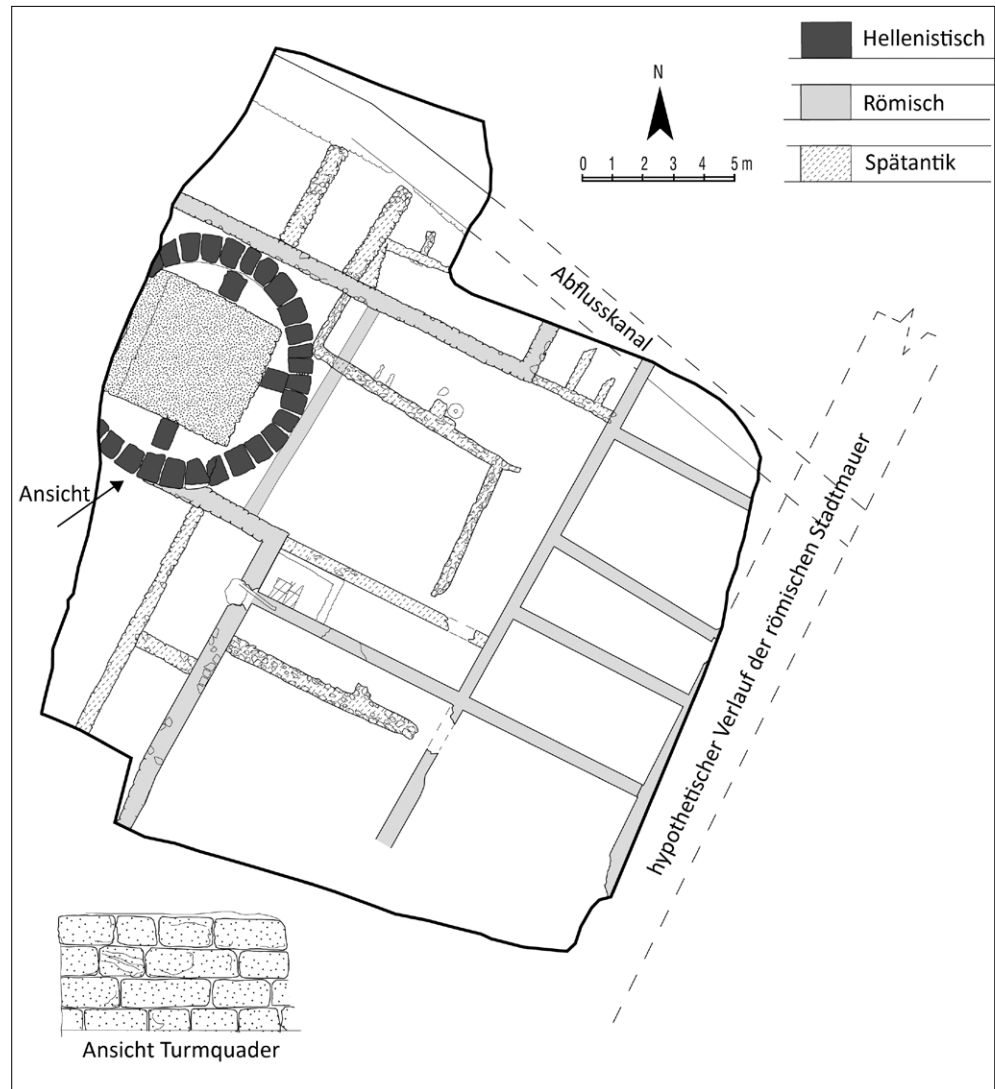 Hellenistisch
Römisch
Spätantik
N
0 1 2 3 4 5 m
Abflusskanal
Ansicht
hypothetischer Verlauf der römischen Stadtmauer
Ansicht Turmquader